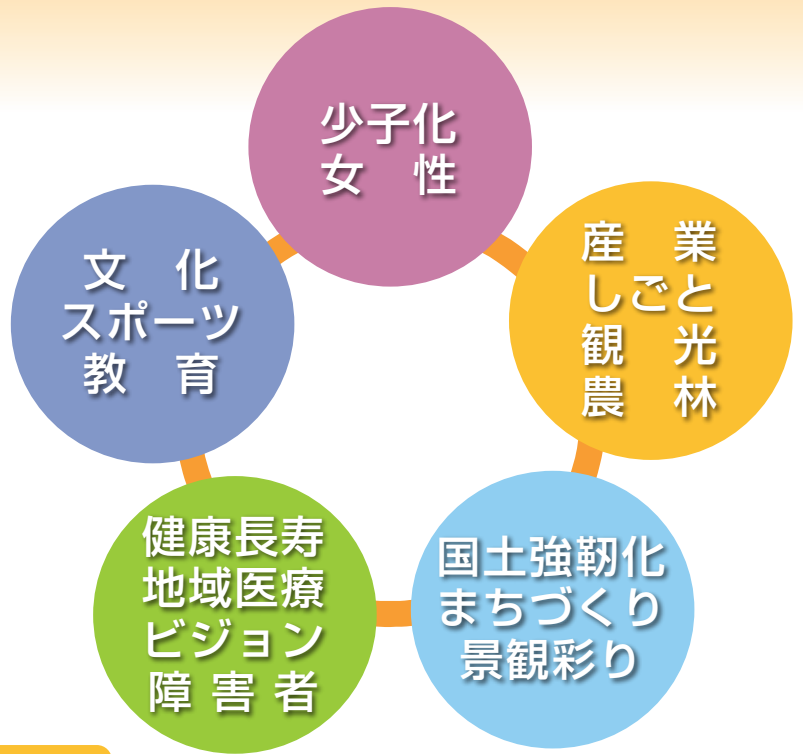 少子化
女　性
産　業
しごと
観　光
農　林
国土強靭化
まちづくり
景観彩り
健康長寿
地域医療
ビジョン
障 害 者
文　化
スポーツ
教　育